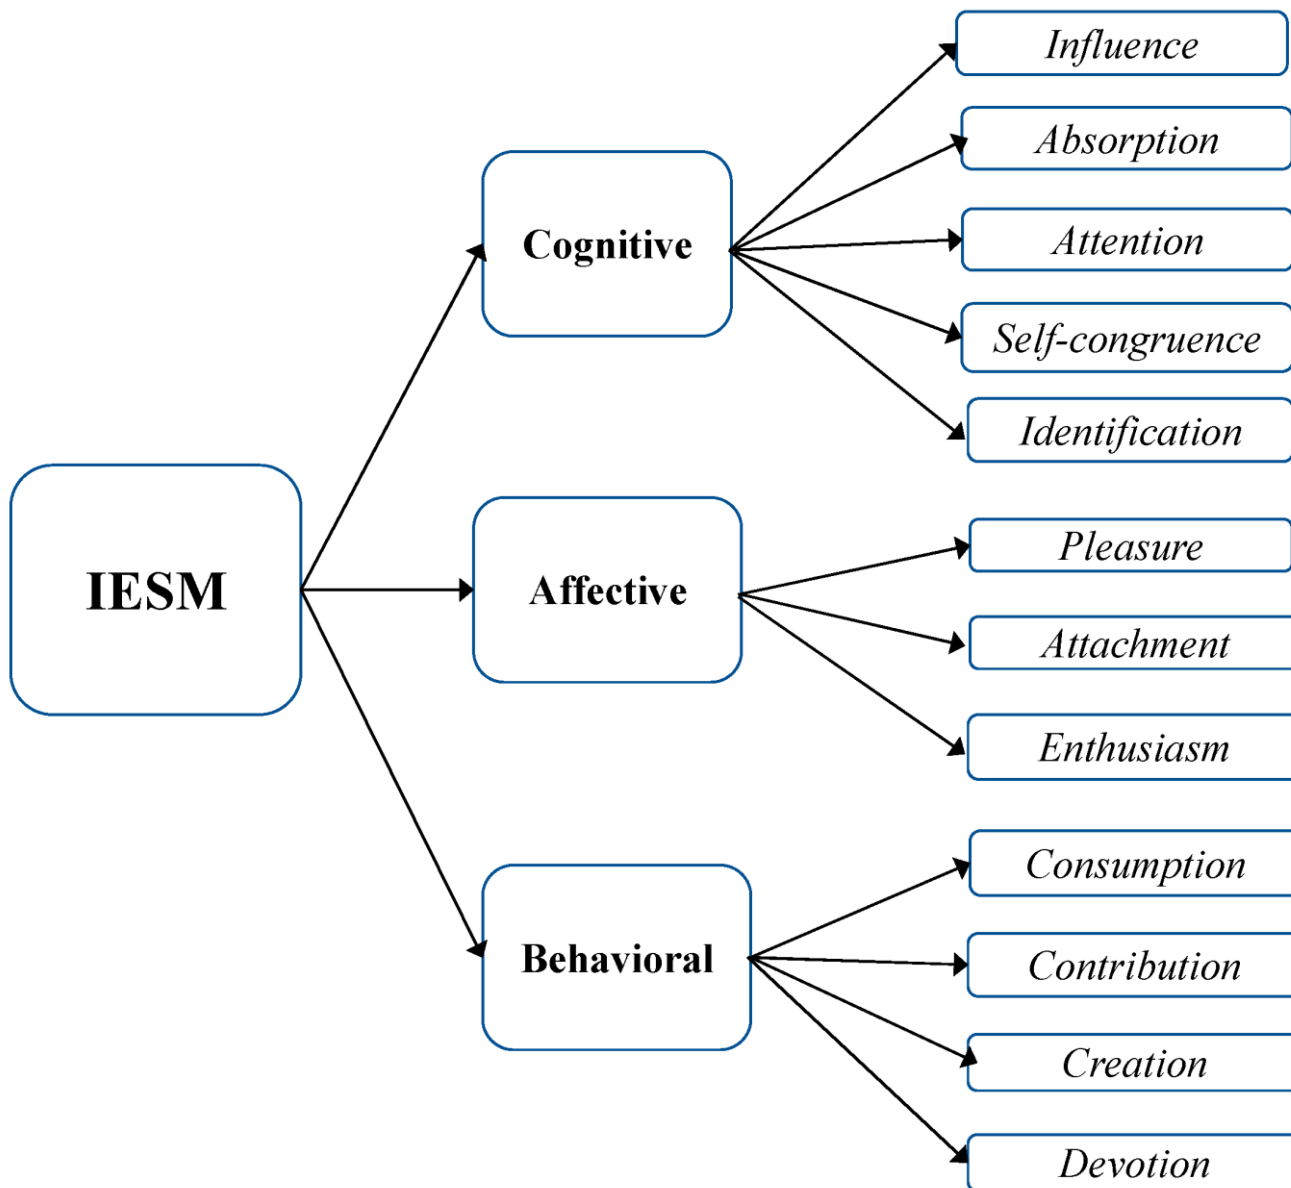 IESM
Cognitive
Influence
Absorption
Attention
Self-congruence
Identification
Affective
Pleasure
Attachment
Enthusiasm
Behavioral
Consumption
Contribution
Creation
Devotion